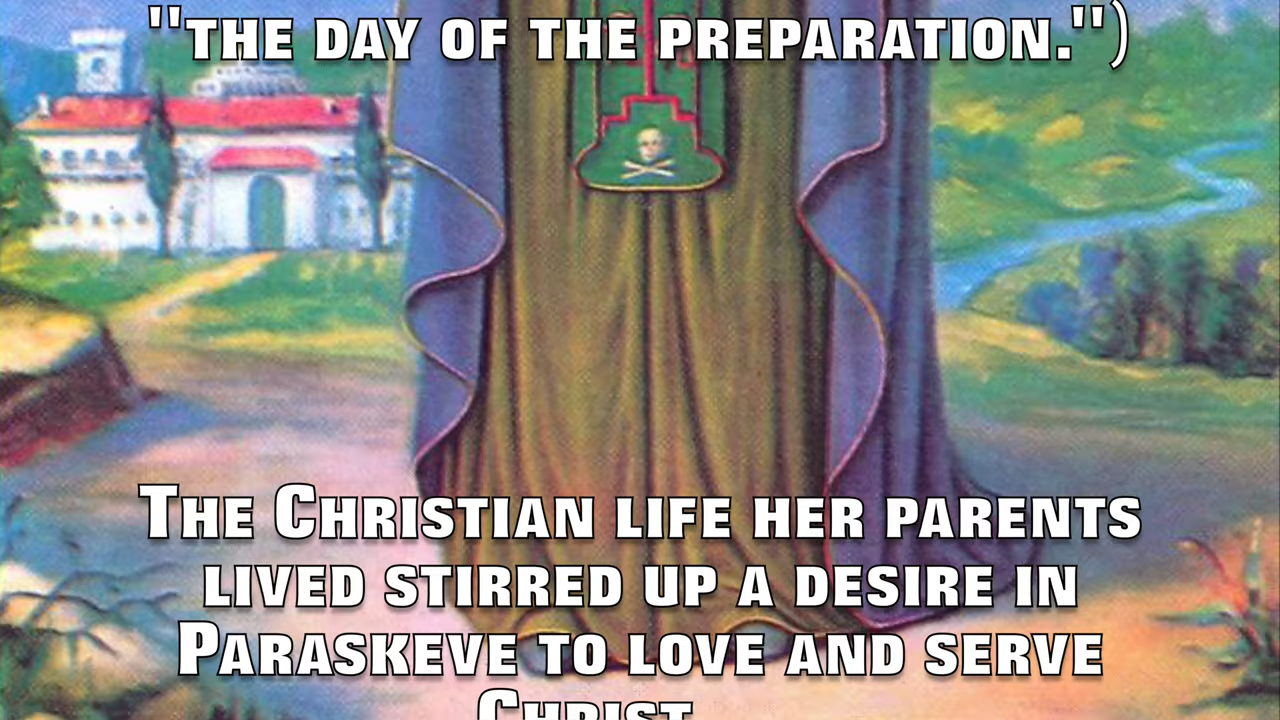 "the day of the preparation.")
The Christian life her parents
lived stirred up a desire in
Paraskeve to love and serve
Christ